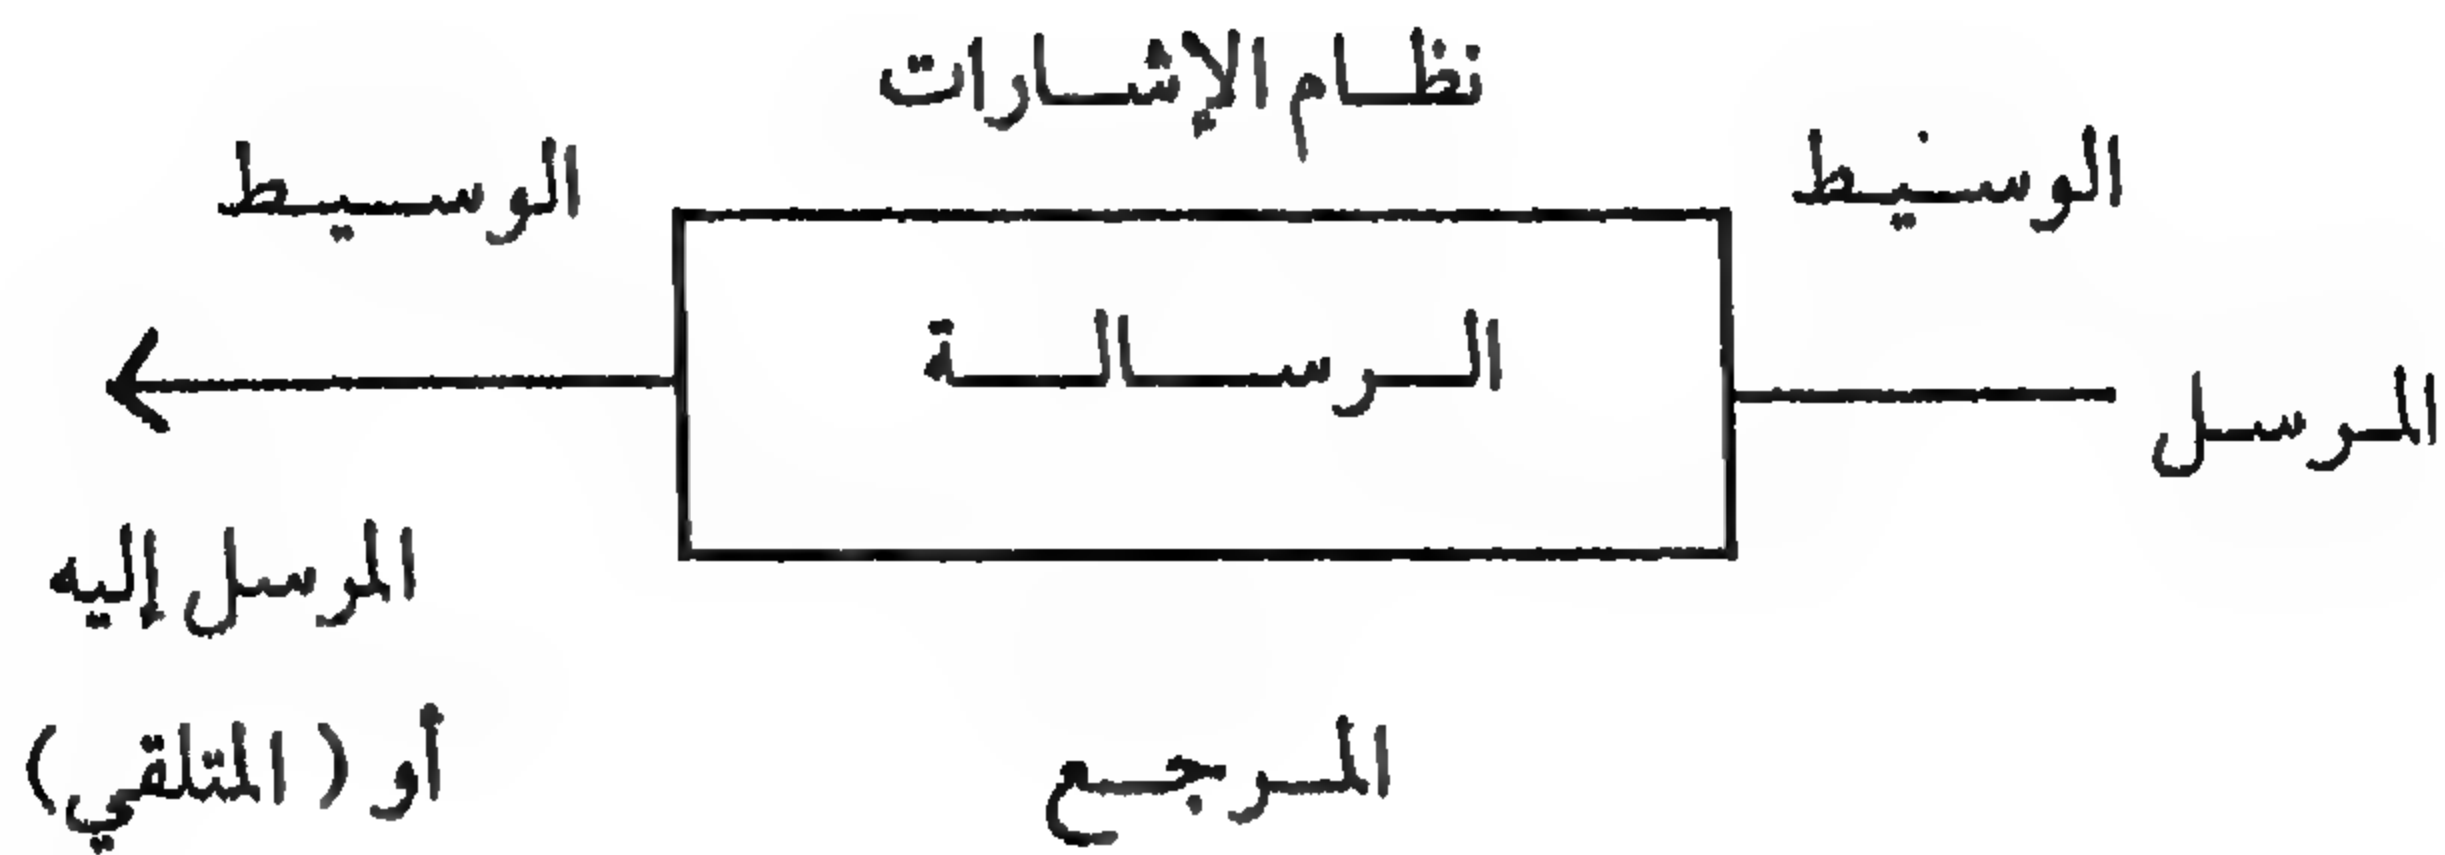 نظام الإشارات
الوسيط
الوسيط
الرسالة
المرسل
المرسل إليه
أو ( المتلقي)
المرجع